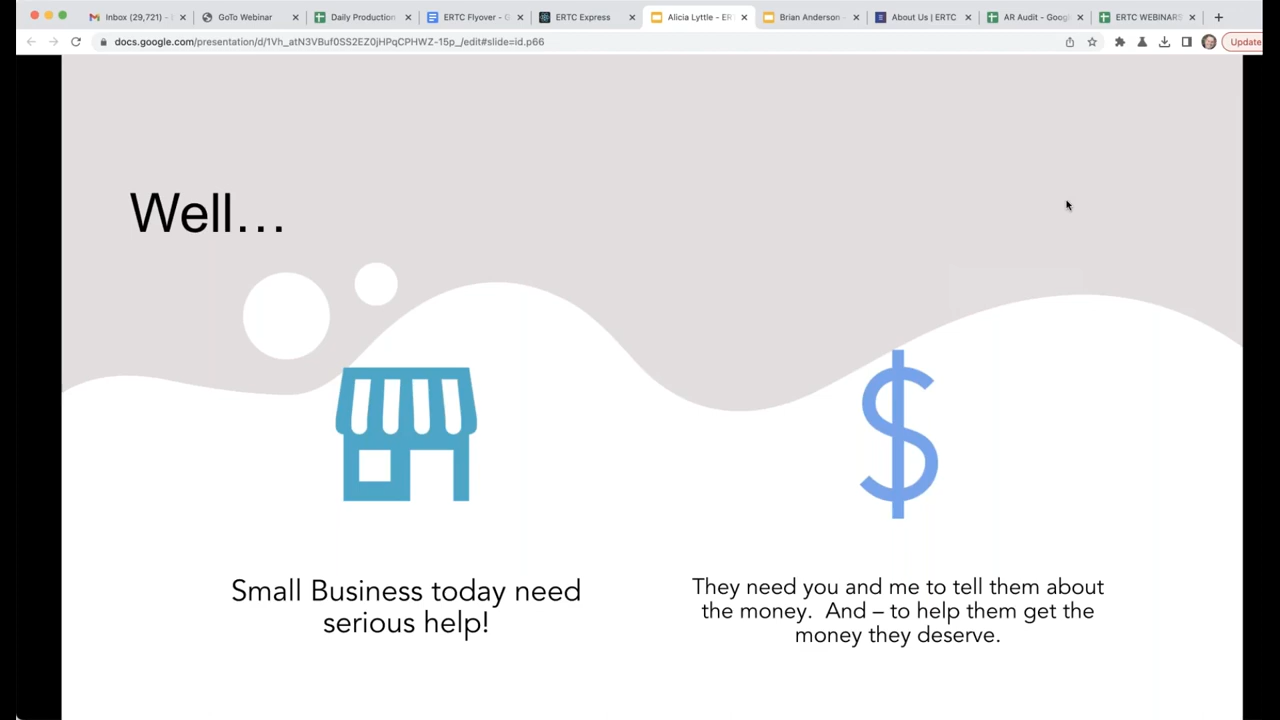 Inbox (29,721) -
GoTo Webinar
Daily Production
ERTC Flyover - G
ERTC Express
Alicia Lyttle - ER
Brian Anderson -
About Us | ERTC
AR Audit - Googl
ERTC WEBINARS
docs.google.com/presentation/d/1Vh_atN3VBuf0SS2EZ0jHPqCPHWZ-15p_/edit#slide=id.p66
Update
Well…
Small Business today need
serious help!
They need you and me to tell them about
the money. And – to help them get the
money they deserve.